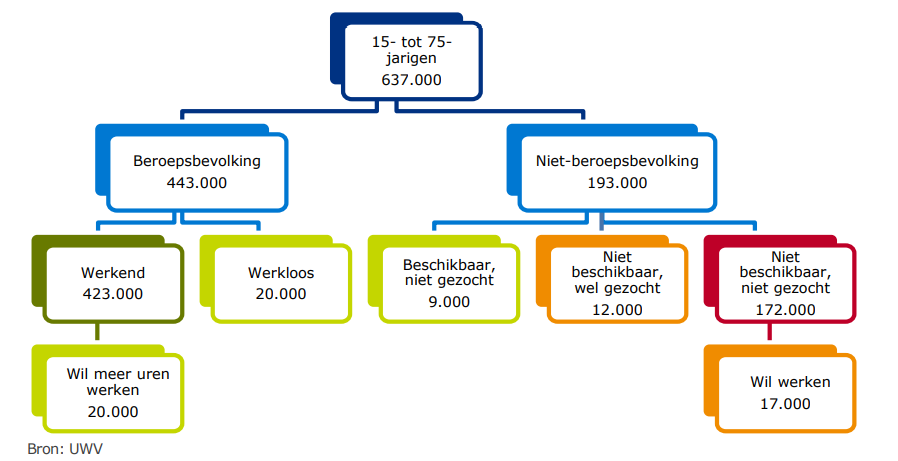 15- tot 75-
jarigen
637.000
Beroepsbevolking
443.000
Niet-beroepsbevolking
193.000
Werkend
423.000
Werkloos
20.000
Beschikbaar,
niet gezocht
9.000
Niet
beschikbaar,
wel gezocht
12.000
Niet
beschikbaar,
niet gezocht
172.000
Wil meer uren
werken
20.000
Wil werken
17.000
Bron: UWV